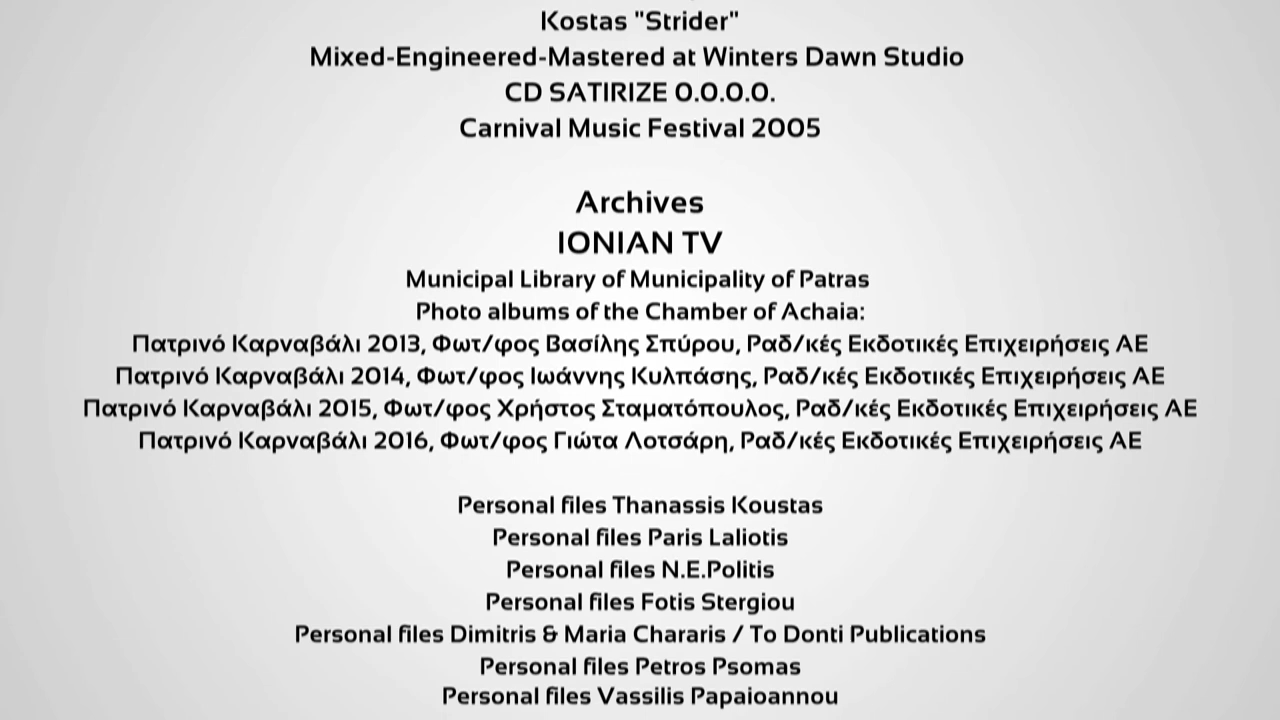 Kostas "Strider"
Mixed-Engineered-Mastered at Winters Dawn Studio
CD SATIRIZE O.O.O.O.
Carnival Music Festival 2005
Archives
IONIAN TV
Municipal Library of Municipality of Patras
Photo albums of the Chamber of Achaia:
Πατρινό Καρναβάλι 2013, Φωτ/φος Βασίλης Σπύρου, Ραδ/κές Εκδοτικές Επιχειρήσεις ΑΕ
Πατρινό Καρναβάλι 2014, Φωτ/φος Ιωάννης Κυλπάσης, Ραδ/κές Εκδοτικές Επιχειρήσεις ΑΕ
Πατρινό Καρναβάλι 2015, Φωτ/φος Χρήστος Σταματόπουλος, Ραδ/κές Εκδοτικές Επιχειρήσεις ΑΕ
Πατρινό Καρναβάλι 2016, Φωτ/φος Γιώτα Λοτσάρη, Ραδ/κές Εκδοτικές Επιχειρήσεις ΑΕ
Personal files Thanassis Koustas
Personal files Paris Laliotis
Personal files N.E.Politis
Personal files Fotis Stergiou
Personal files Dimitris & Maria Chararis / To Donti Publications
Personal files Petros Psomas
Personal files Vassilis Papaioannou